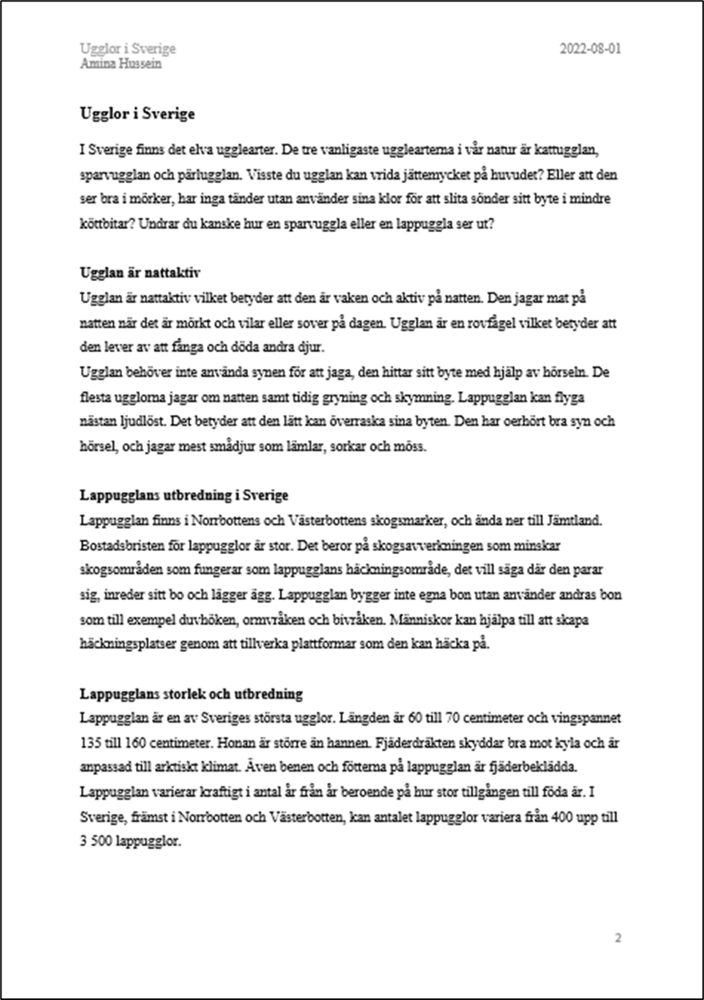 Ugglor i Sverige 2022-08-01
Amina Hussein
Ugglor i Sverige
I Sverige finns det elva ugglearter. De tre vanligaste ugglearterna i vår natur är kattugglan,
sparvugglan och pärlugglan. Visste du ugglan kan vrida jättemycket på huvudet? Eller att den
ser bra i mörker, har inga tänder utan använder sina klor för att slita sönder sitt byte i mindre
köttbitar? Undrar du kanske hur en sparvuggla eller en lappuggla ser ut?
Ugglan är nattaktiv
Ugglan är nattaktiv vilket betyder att den är vaken och aktiv på natten. Den jagar mat på
natten när det är mörkt och vilar eller sover på dagen. Ugglan är en rovfågel vilket betyder att
den lever av att fånga och döda andra djur.
Ugglan behöver inte använda synen för att jaga, den hittar sitt byte med hjälp av hörseln. De
flesta ugglorna jagar om natten samt tidig gryning och skymning. Lappugglan kan flyga
nästan ljudlöst. Det betyder att den lätt kan överraska sina byten. Den har oerhört bra syn och
hörsel, och jagar mest smådjur som lämlar, sorkar och möss.
Lappugglans utbredning i Sverige
Lappugglan finns i Norrbottens och Västerbottens skogsmarker, och ända ner till Jämtland.
Bostadsbristen för lappugglor är stor. Det beror på skogsavverkningen som minskar
skogsområden som fungerar som lappugglans häckningsområde, det vill säga där den parar
sig, inreder sitt bo och lägger ägg. Lappugglan bygger inte egna bon utan använder andras bon
som till exempel duvhöken, ormvråken och bivråken. Människor kan hjälpa till att skapa
häckningsplatser genom att tillverka plattformar som den kan häcka på.
Lappugglans storlek och utbredning
Lappugglan är en av Sveriges största ugglor. Längden är 60 till 70 centimeter och vingspannet
135 till 160 centimeter. Honan är större än hannen. Fjäderdräkten skyddar bra mot kyla och är
anpassad till arktiskt klimat. Även benen och fötterna på lappugglan är fjäderbeklädda.
Lappugglan varierar kraftigt i antal år från år beroende på hur stor tillgången till föda är. I
Sverige, främst i Norrbotten och Västerbotten, kan antalet lappugglor variera från 400 upp till
3 500 lappugglor.
2